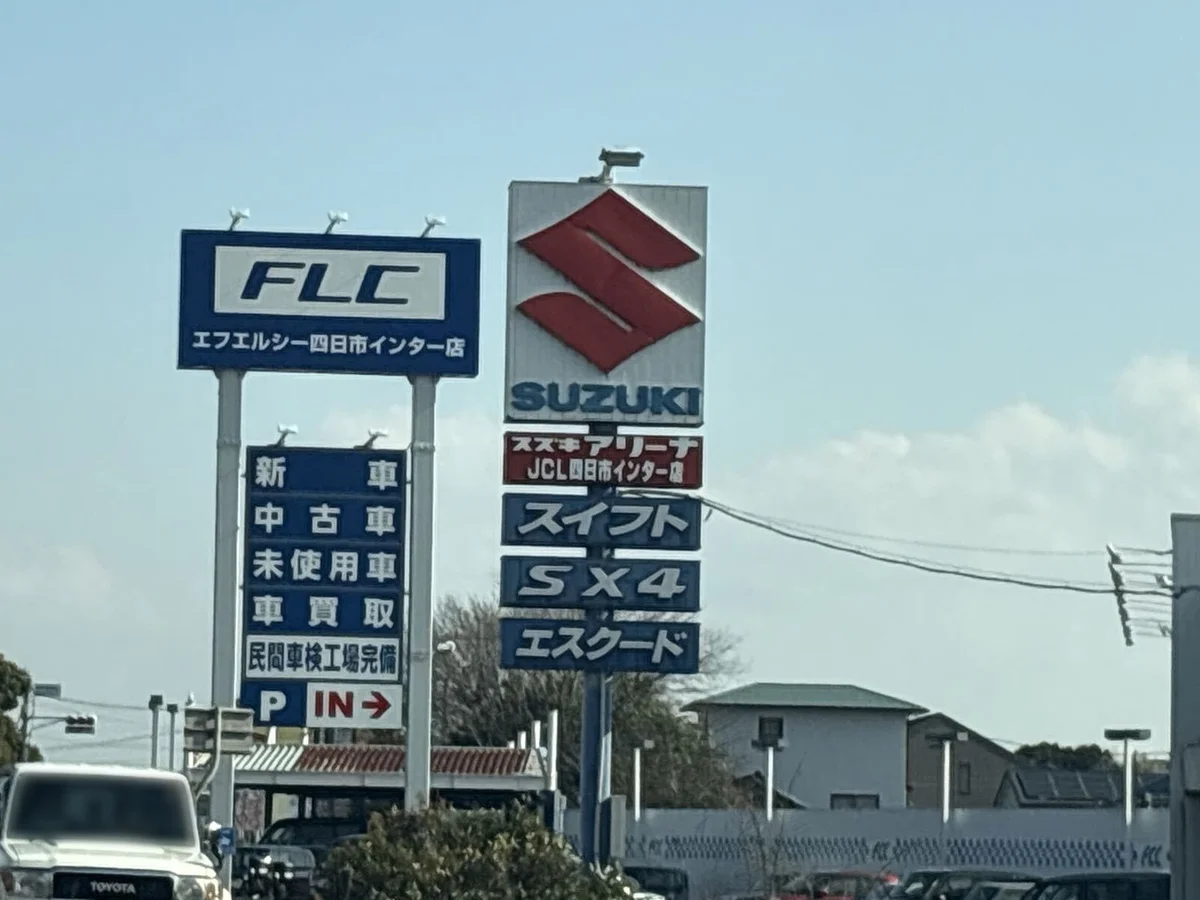 FLC
エフエルシー四日市インター店
新車
中古車
未使用車
車買取
民間車検工場完備
P IN→
SUZUKI
スズキアリーナ
JCL四日市インター店
スイフト
SX4
エスクード
TOYOTA